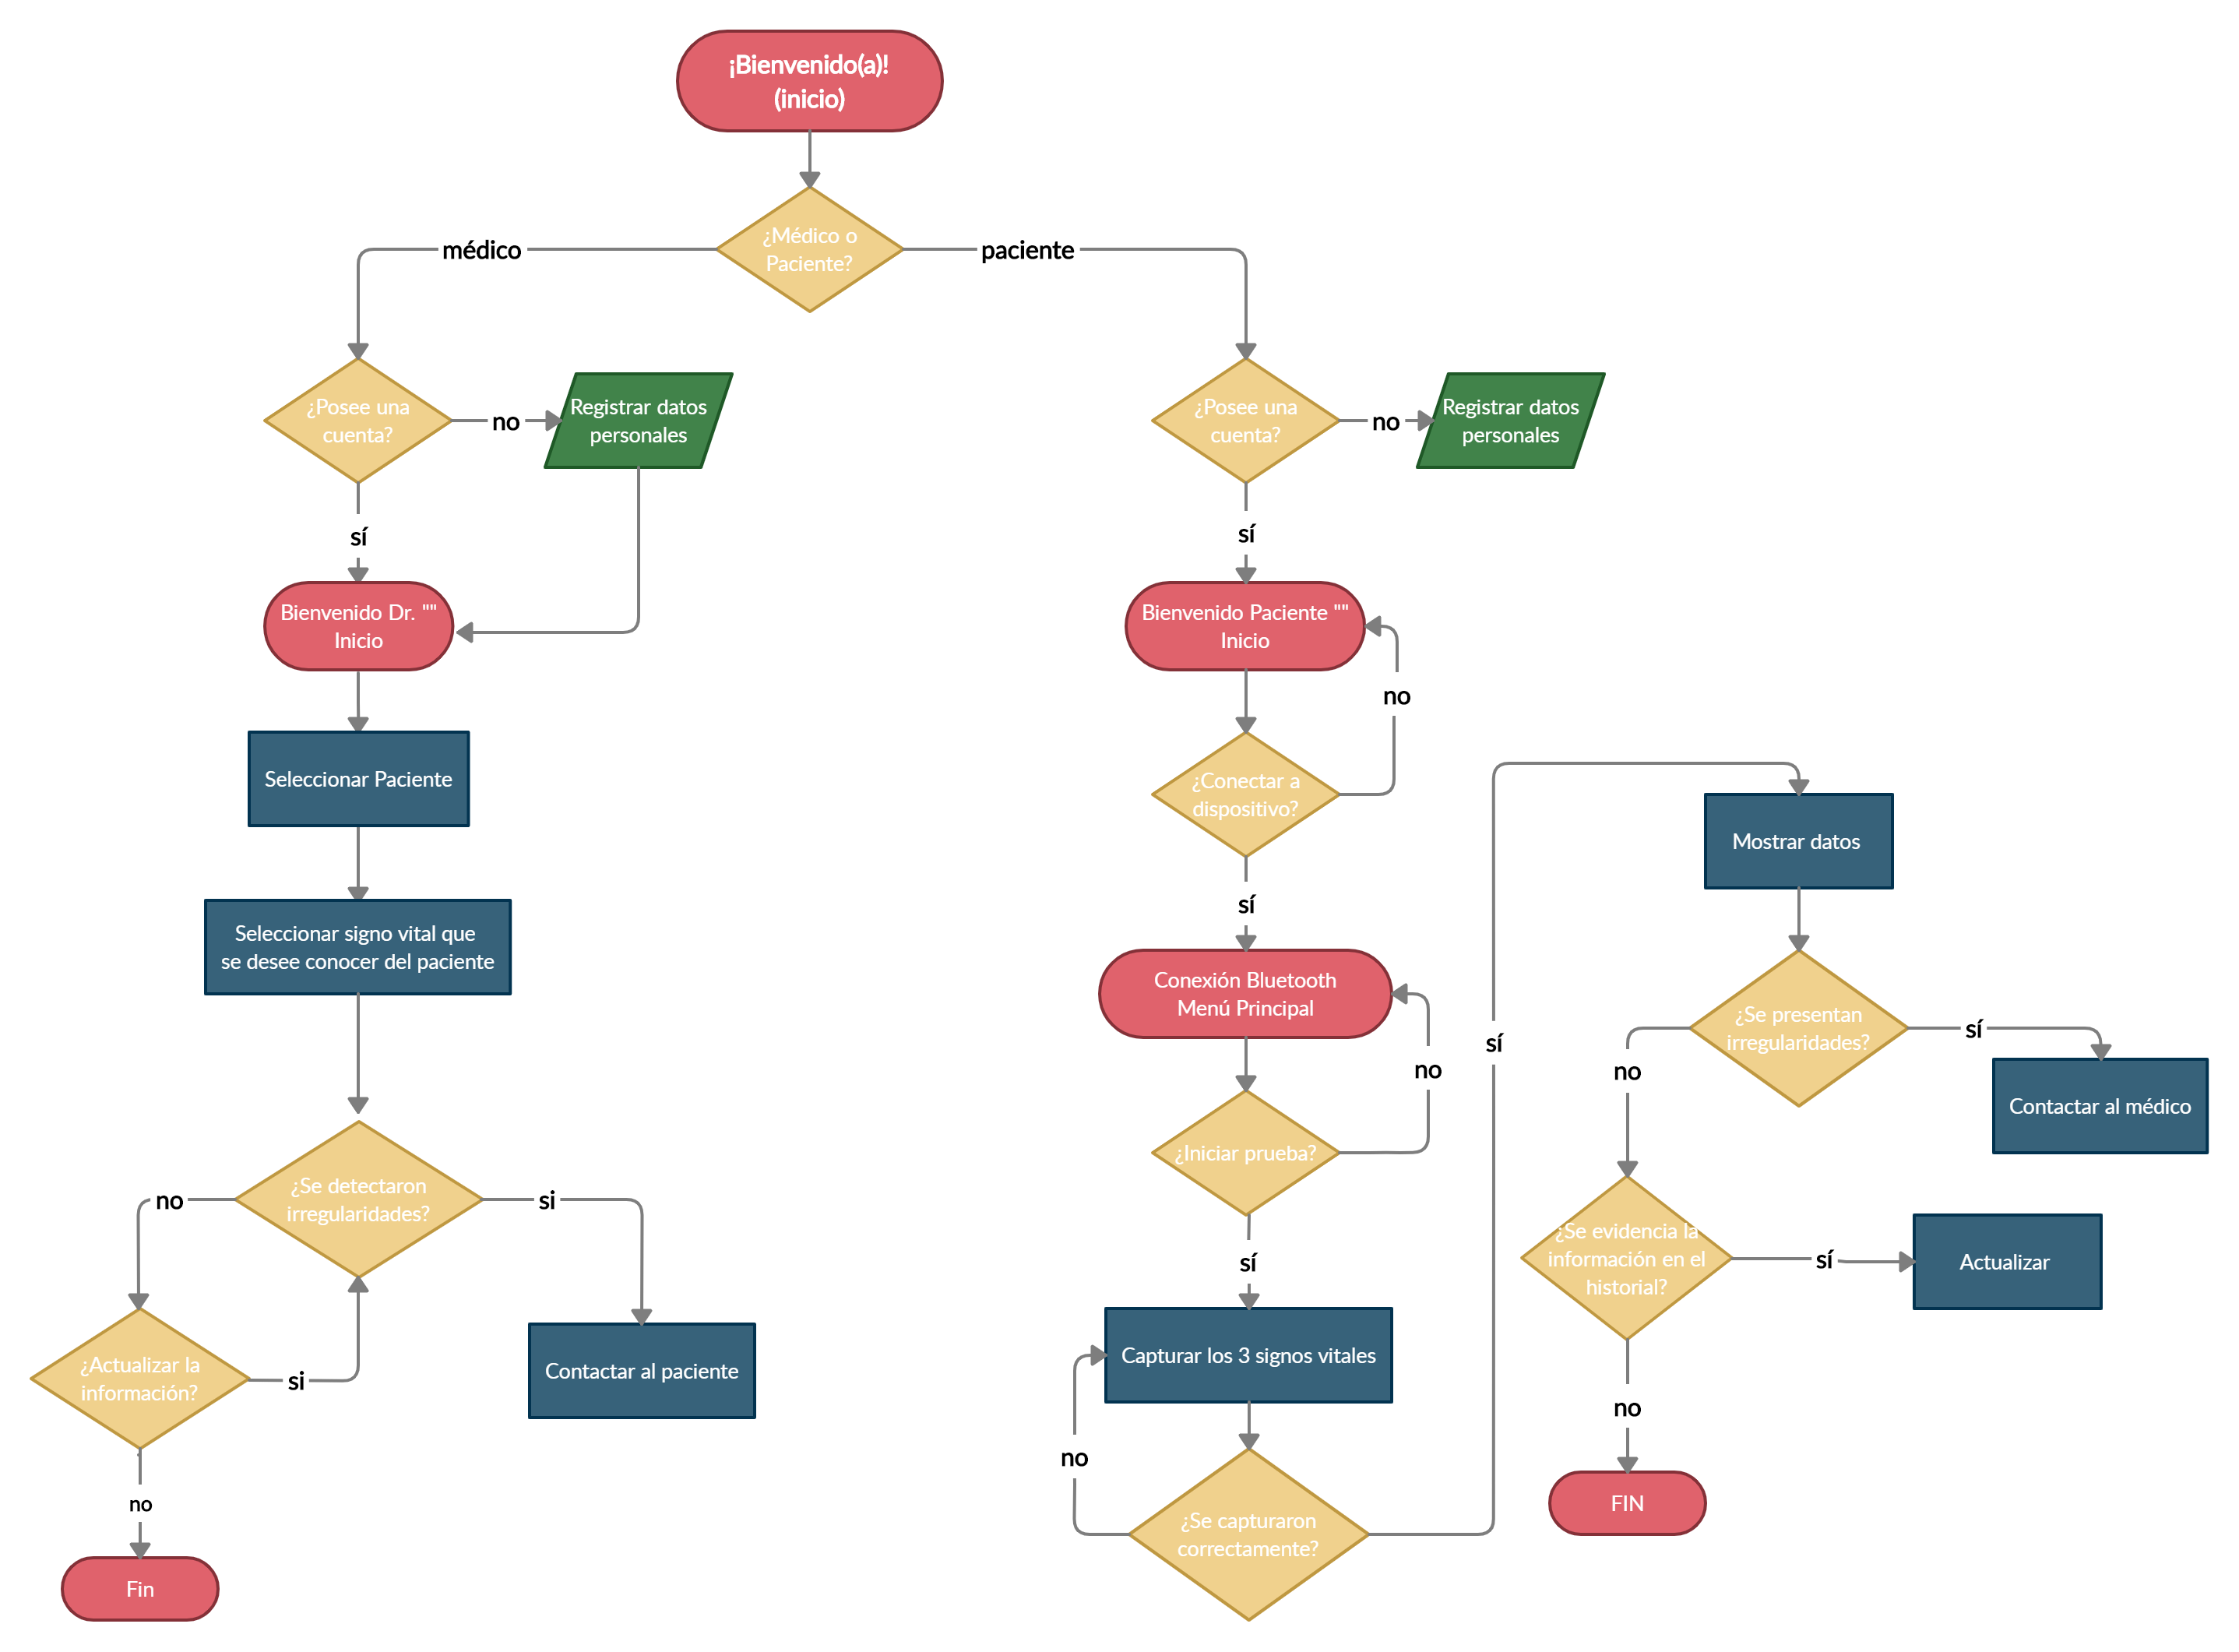 ¡Bienvenido(a)!
(inicio)
¿Médico o
Paciente?
médico
paciente
¿Posee una
cuenta?
no
Registrar datos
personales
sí
Bienvenido Dr. ""
Inicio
Seleccionar Paciente
Seleccionar signo vital que
se desee conocer del paciente
¿Se detectaron
irregularidades?
no
si
¿Actualizar la
información?
si
Contactar al paciente
no
Fin
¿Posee una
cuenta?
no
Registrar datos
personales
sí
Bienvenido Paciente ""
Inicio
no
¿Conectar a
dispositivo?
sí
Conexión Bluetooth
Menú Principal
no
¿Iniciar prueba?
sí
Capturar los 3 signos vitales
no
¿Se capturaron
correctamente?
sí
Mostrar datos
¿Se presentan
irregularidades?
sí
no
Contactar al médico
¿Se evidencia la
información en el
historial?
sí
Actualizar
no
FIN